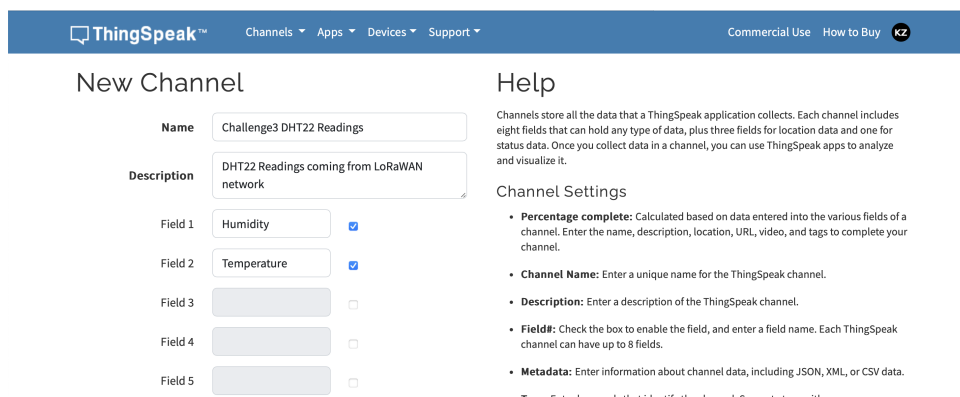 ThingSpeak™ Channels Apps Devices Support Commercial Use How to Buy KZ
New Channel
Name Challenge3 DHT22 Readings
Description DHT22 Readings coming from LoRaWAN
network
Field 1 Humidity
Field 2 Temperature
Field 3
Field 4
Field 5
Help
Channels store all the data that a ThingSpeak application collects. Each channel includes
eight fields that can hold any type of data, plus three fields for location data and one for
status data. Once you collect data in a channel, you can use ThingSpeak apps to analyze
and visualize it.
Channel Settings
• Percentage complete: Calculated based on data entered into the various fields of a
channel. Enter the name, description, location, URL, video, and tags to complete your
channel.
• Channel Name: Enter a unique name for the ThingSpeak channel.
• Description: Enter a description of the ThingSpeak channel.
• Field#: Check the box to enable the field, and enter a field name. Each ThingSpeak
channel can have up to 8 fields.
• Metadata: Enter information about channel data, including JSON, XML, or CSV data.